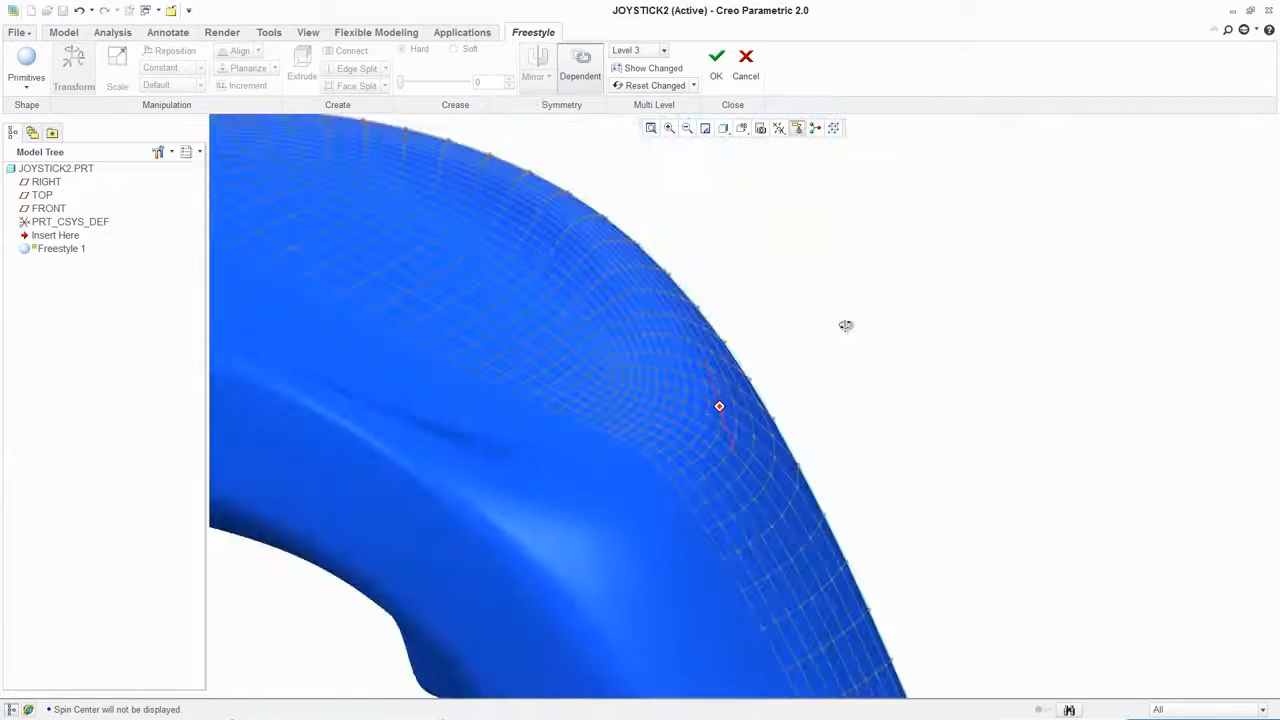 JOYSTICK2 (Active) - Creo Parametric 2.0
File Model Analysis Annotate Render Tools View Flexible Modeling Applications Freestyle
Reposition Align Connect Hard Soft Level 3
Constant Planarize Edge Split 0 Show Changed
Primitives Transform Scale Default Increment Extrude Face Split Mirror Dependent Reset Changed OK Cancel
Shape Manipulation Create Crease Symmetry Multi Level Close
Model Tree
JOYSTICK2.PRT
RIGHT
TOP
FRONT
PRT_CSYS_DEF
Insert Here
Freestyle 1
Spin Center will not be displayed. All